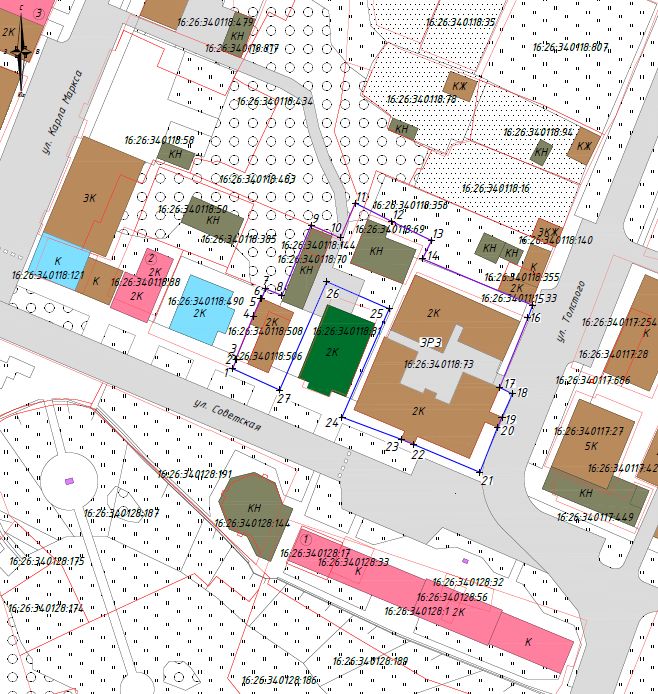 С
З
В
Ю
3
2К
16:26:340118:479
КН
16:26:340118:817
16:26:340118:35
16:26:340118:807
ул. Карла Маркса
КЖ
16:26:340118:434
16:26:340118:78
КН
16:26:340118:94
КЖ
КН
16:26:340118:58
КН
16:26:340118:483
16:26:340118:16
3К
16:26:340118:50
КН
16:26:340118:385
11
16:26:340118:358
12
9
10
16:26:340118:69
16:26:340118:144
13
14
КН
16:26:340118:70
КН
КН
КН
3КЖ
16:26:340118:140
К
16:26:340118:121
К
2
2К
16:26:340118:88
2К
К
16:26:340118:355
2К
7
6
8
5
4
26
25
16:26:340118:490
2К
2К
16:26:340118:508
16:26:340118:31
2К
2К
15
16
ул. Толстого
16:26:340117:254
К
16:26:340117:28
3
2
1
16:26:340118:506
2К
3РЗ
16:26:340118:73
16:26:340117:686
17
18
27
24
2К
19
20
23
22
21
ул. Советская
16:26:340117:27
5К
16:26:340117:42
КН
16:26:340117:449
16:26:340128:191
16:26:340128:187
КН
16:26:340128:144
1
16:26:340128:17
16:26:340128:33
К
16:26:340128:175
16:26:340128:32
16:26:340128:56
16:26:340128:1
2К
16:26:340128:174
К
16:26:340128:189
16:26:340128:186